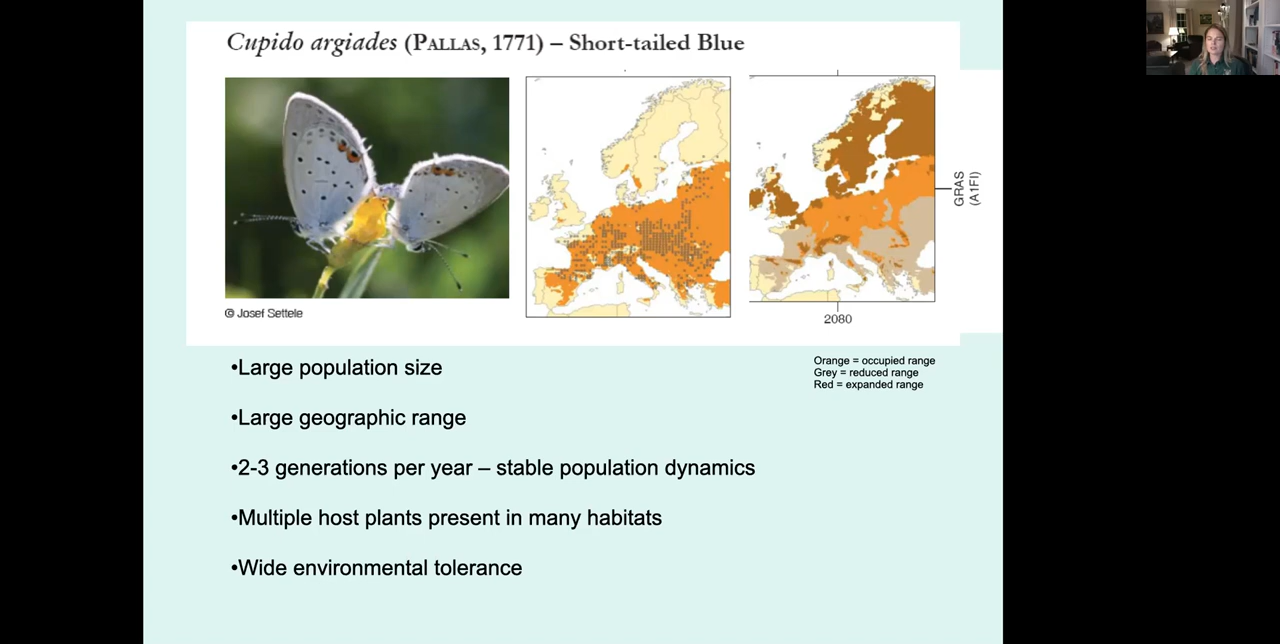 Cupido argiades (PALLAS, 1771) – Short-tailed Blue
© Josef Settele
GRAS
(A1FI)
2080
Orange = occupied range
Grey = reduced range
Red = expanded range
•Large population size
•Large geographic range
•2-3 generations per year – stable population dynamics
•Multiple host plants present in many habitats
•Wide environmental tolerance